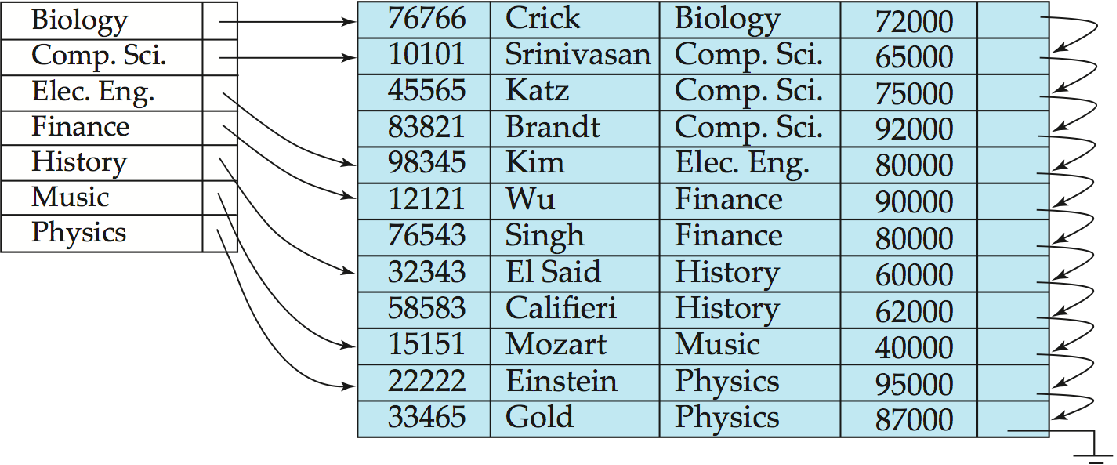 Biology
Comp. Sci.
Elec. Eng.
Finance
History
Music
Physics
76766 Crick Biology 72000
10101 Srinivasan Comp. Sci. 65000
45565 Katz Comp. Sci. 75000
83821 Brandt Comp. Sci. 92000
98345 Kim Elec. Eng. 80000
12121 Wu Finance 90000
76543 Singh Finance 80000
32343 El Said History 60000
58583 Califieri History 62000
15151 Mozart Music 40000
22222 Einstein Physics 95000
33465 Gold Physics 87000